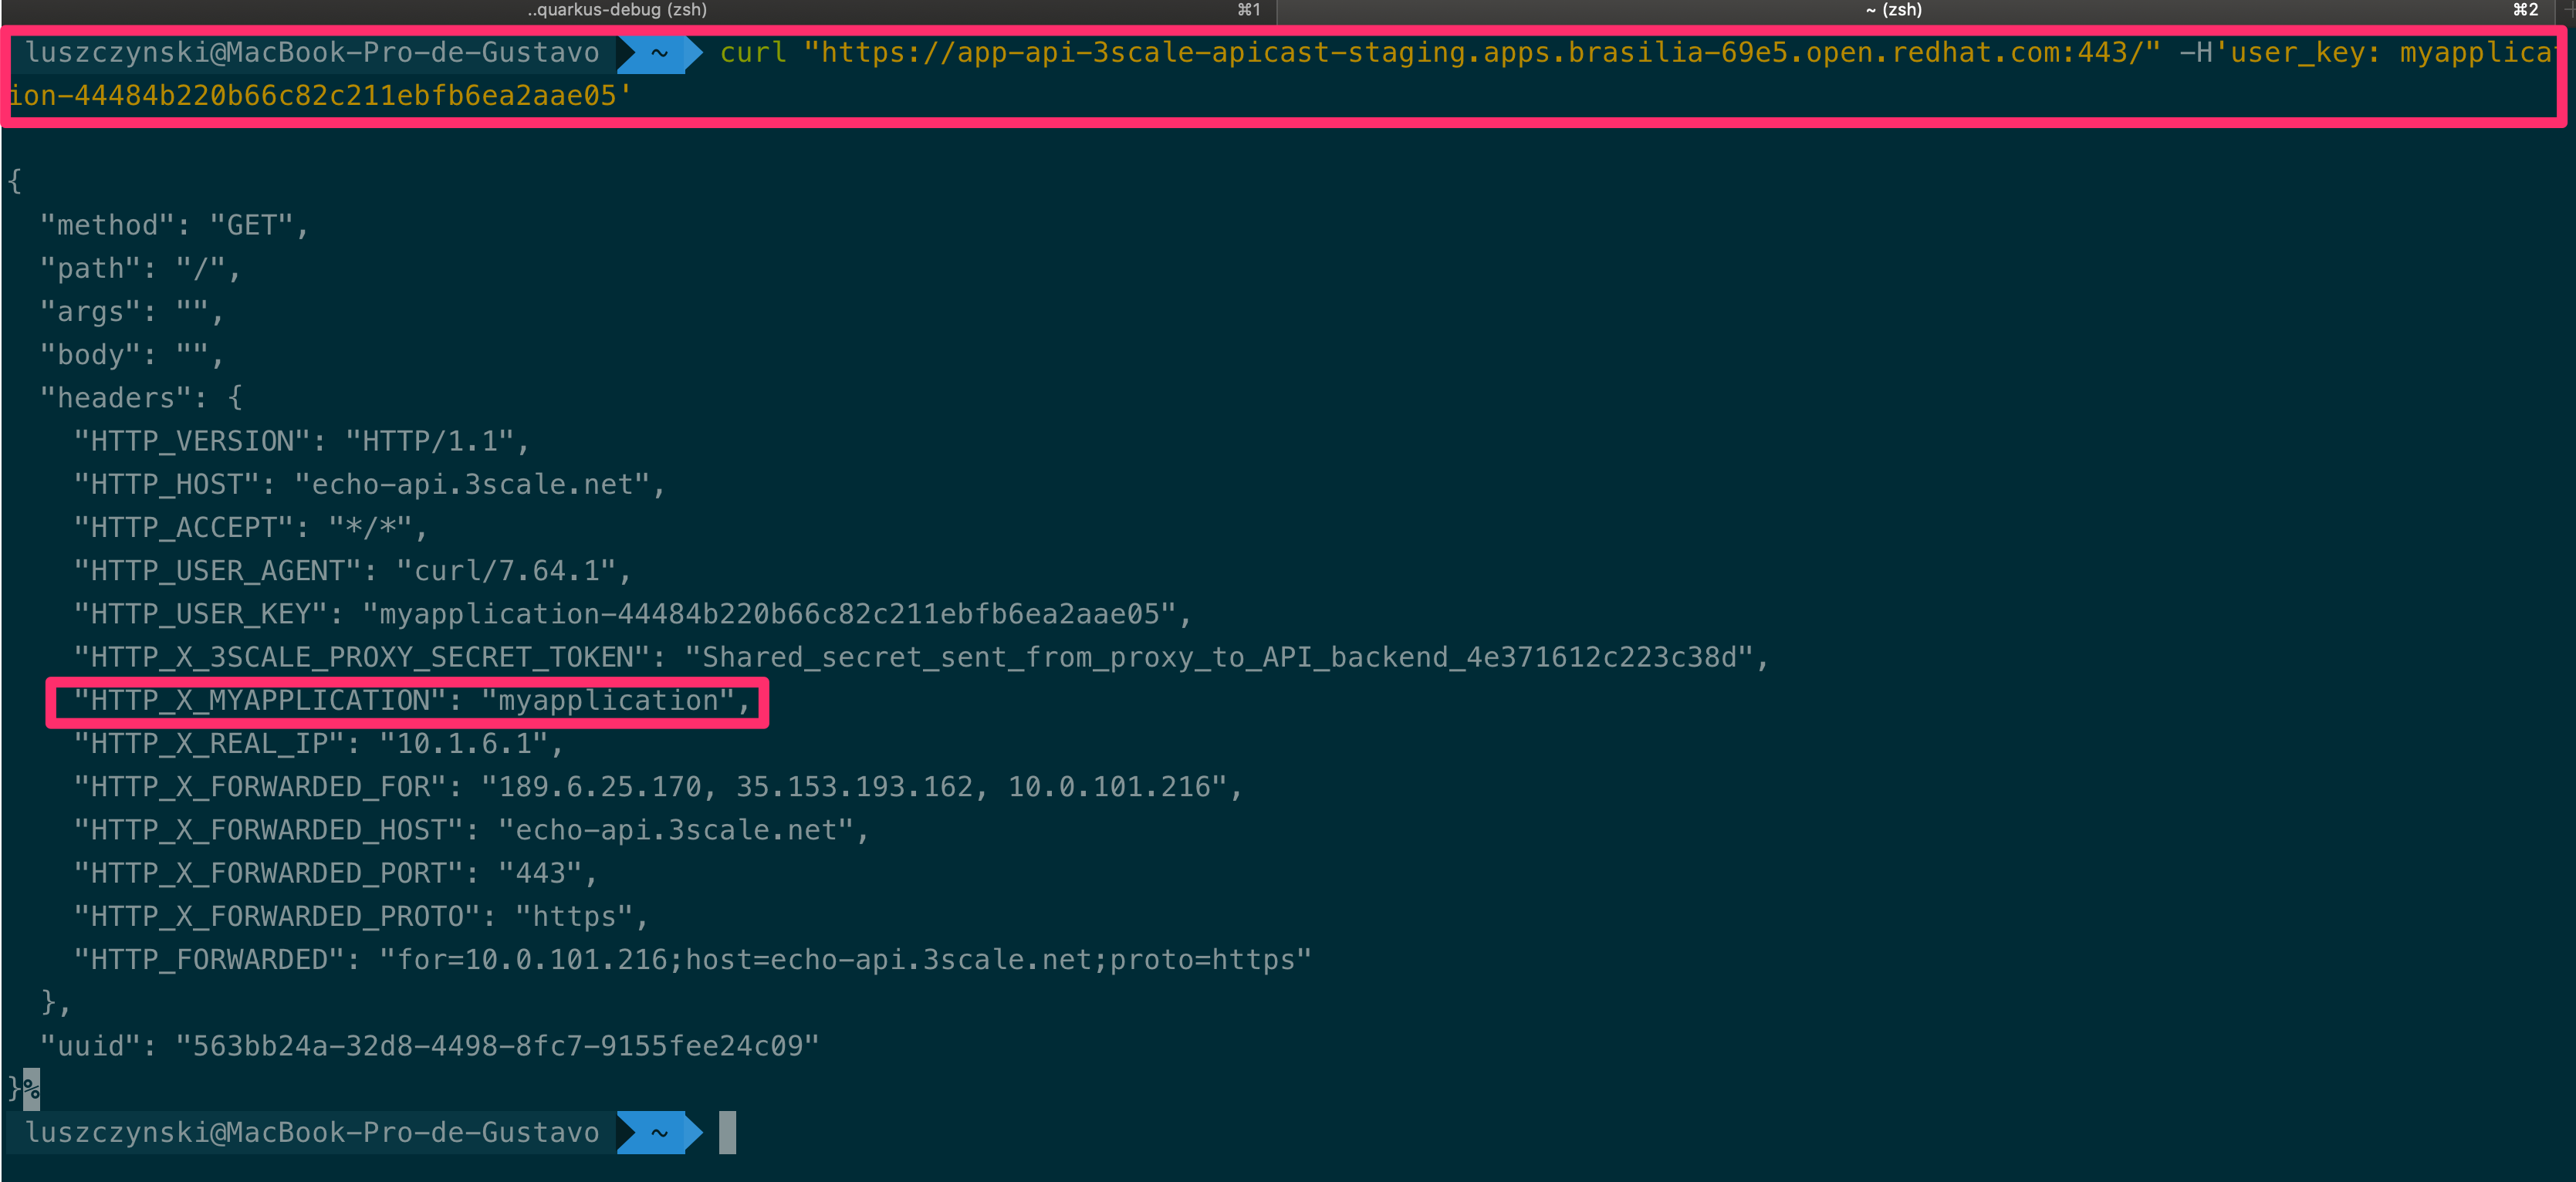 ..quarkus-debug (zsh) ⌘1 ~ (zsh) ⌘2
luszczynski@MacBook-Pro-de-Gustavo ~ curl "https://app-api-3scale-apicast-staging.apps.brasilia-69e5.open.redhat.com:443/" -H'user_key: myapplicat
ion-44484b220b66c82c211ebfb6ea2aae05'
{
"method": "GET",
"path": "/",
"args": "",
"body": "",
"headers": {
"HTTP_VERSION": "HTTP/1.1",
"HTTP_HOST": "echo-api.3scale.net",
"HTTP_ACCEPT": "*/*",
"HTTP_USER_AGENT": "curl/7.64.1",
"HTTP_USER_KEY": "myapplication-44484b220b66c82c211ebfb6ea2aae05",
"HTTP_X_3SCALE_PROXY_SECRET_TOKEN": "Shared_secret_sent_from_proxy_to_API_backend_4e371612c223c38d",
"HTTP_X_MYAPPLICATION": "myapplication",
"HTTP_X_REAL_IP": "10.1.6.1",
"HTTP_X_FORWARDED_FOR": "189.6.25.170, 35.153.193.162, 10.0.101.216",
"HTTP_X_FORWARDED_HOST": "echo-api.3scale.net",
"HTTP_X_FORWARDED_PORT": "443",
"HTTP_X_FORWARDED_PROTO": "https",
"HTTP_FORWARDED": "for=10.0.101.216;host=echo-api.3scale.net;proto=https"
},
"uuid": "563bb24a-32d8-4498-8fc7-9155fee24c09"
}%
luszczynski@MacBook-Pro-de-Gustavo ~